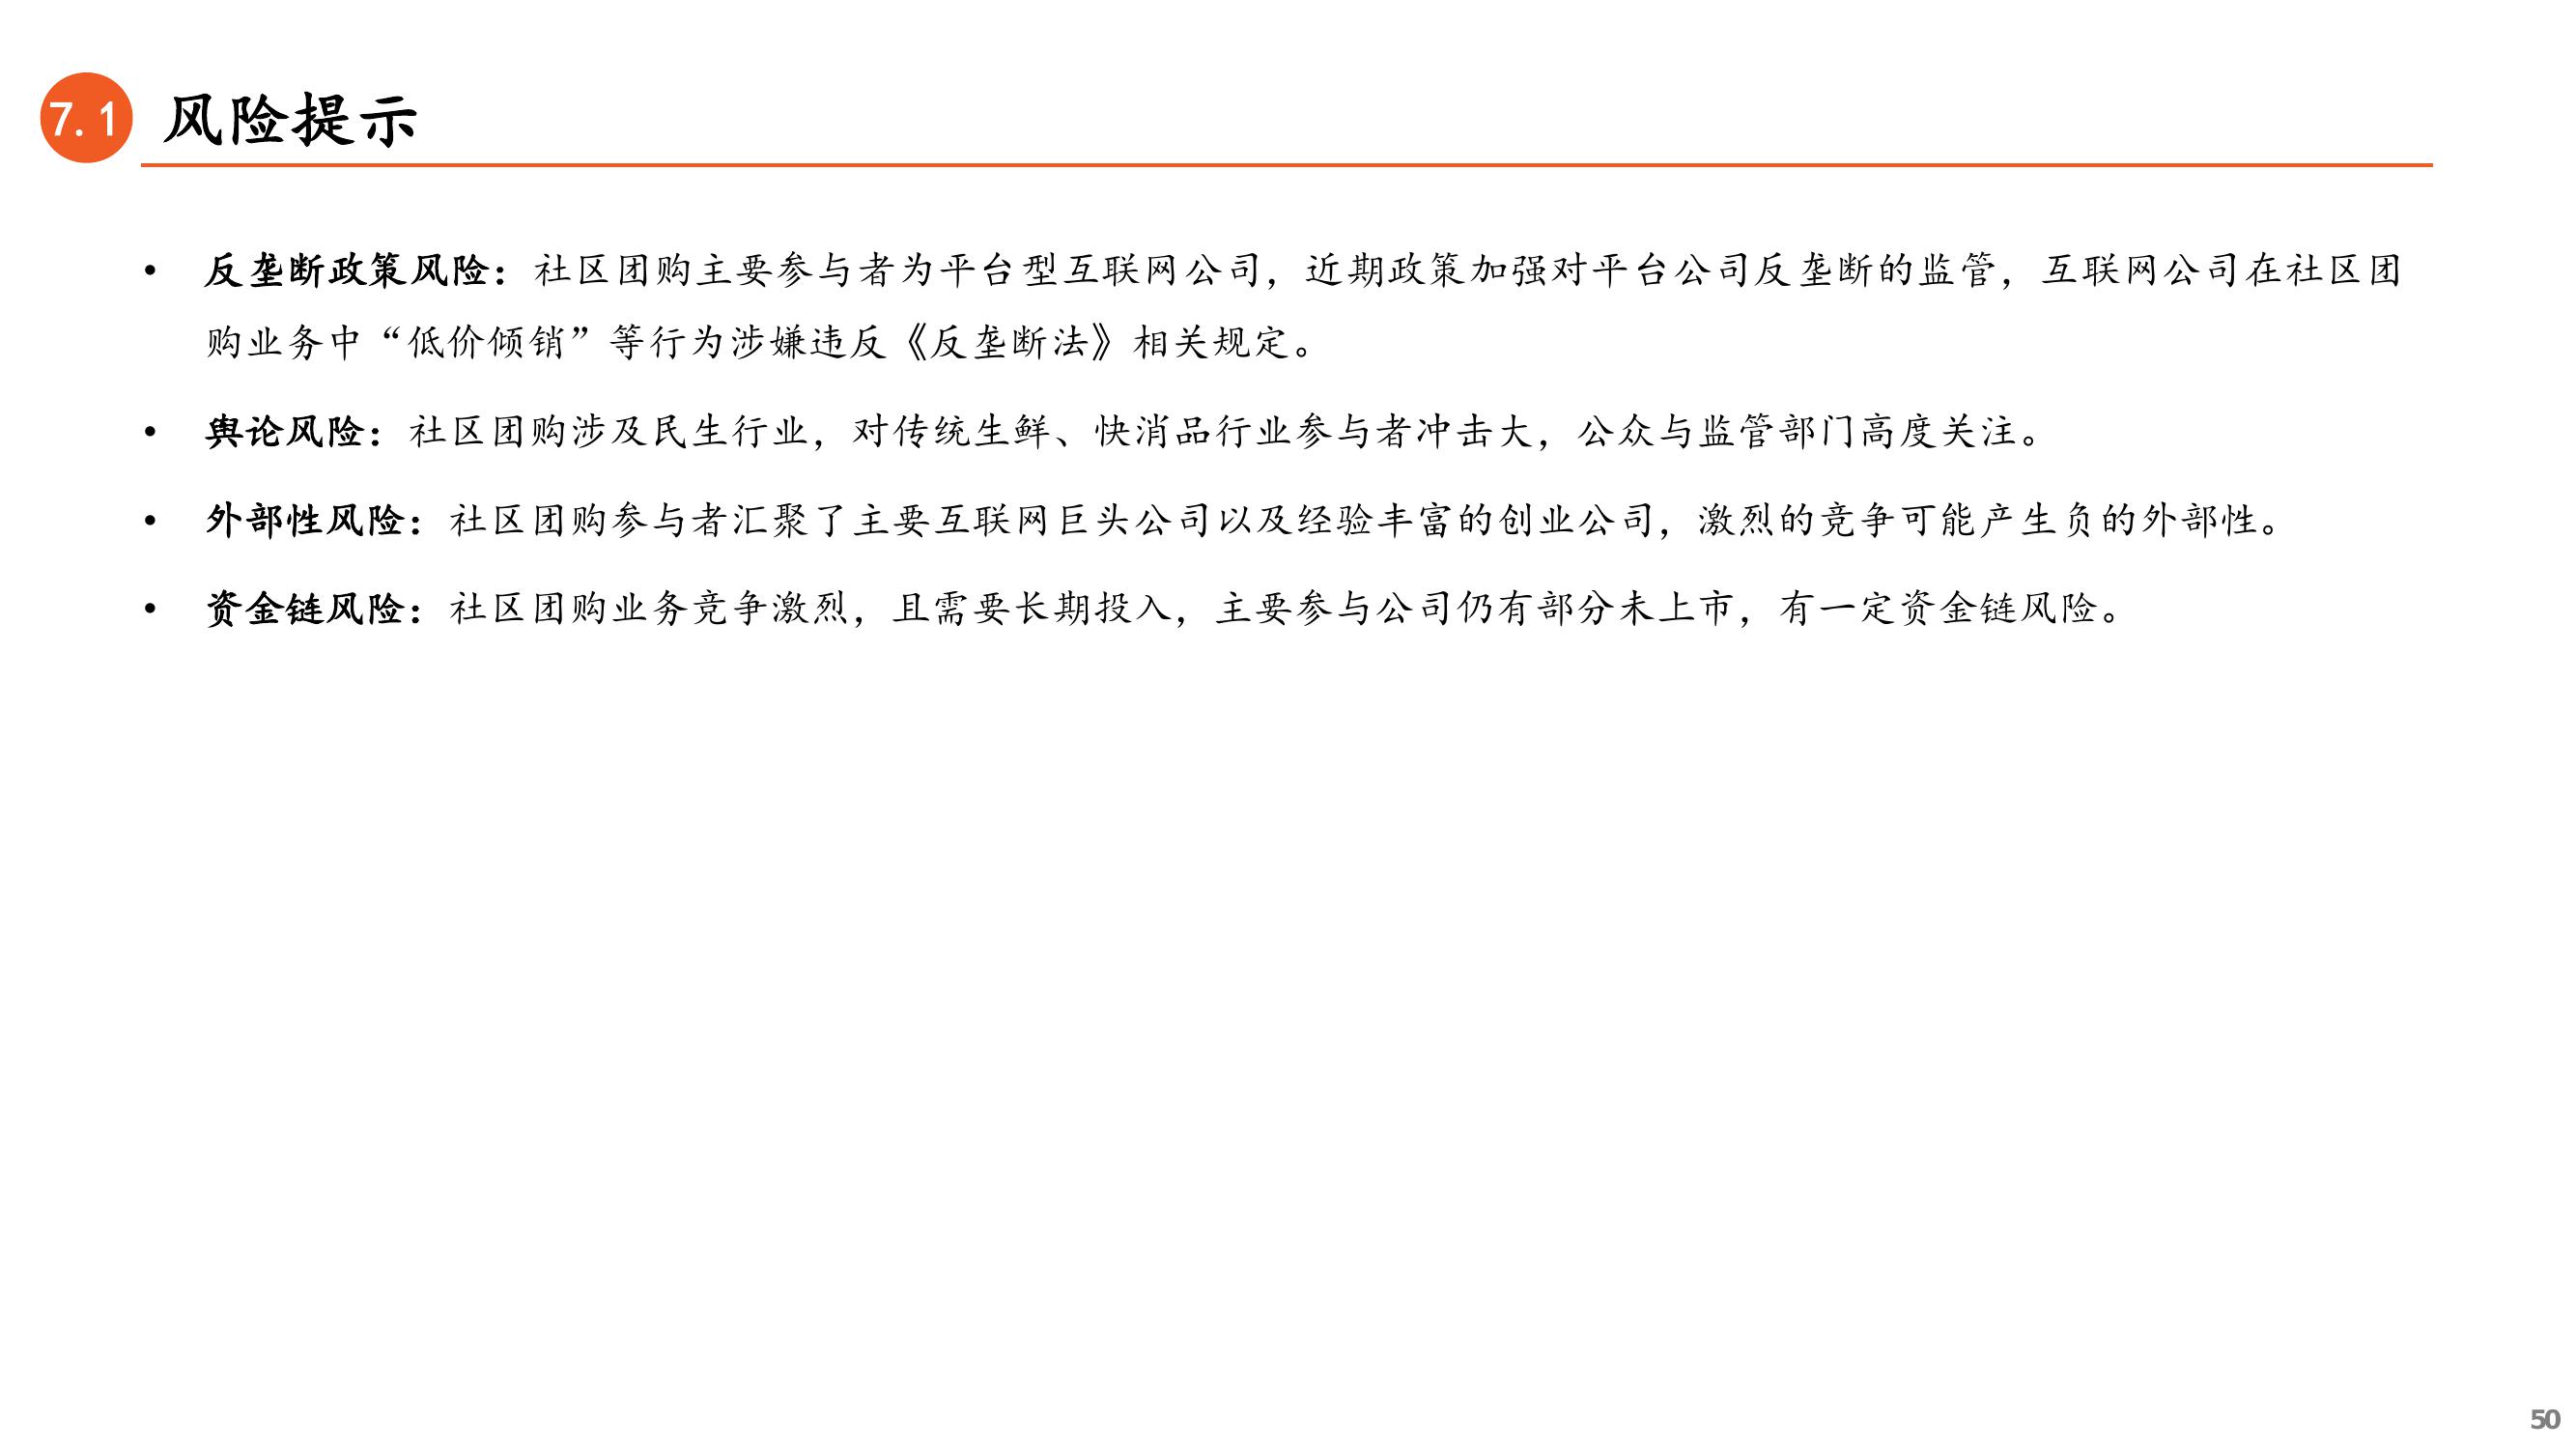 7.1 风险提示
• 反垄断政策风险：社区团购主要参与者为平台型互联网公司，近期政策加强对平台公司反垄断的监管，互联网公司在社区团
购业务中“低价倾销”等行为涉嫌违反《反垄断法》相关规定。
• 舆论风险：社区团购涉及民生行业，对传统生鲜、快消品行业参与者冲击大，公众与监管部门高度关注。
• 外部性风险：社区团购参与者汇聚了主要互联网巨头公司以及经验丰富的创业公司，激烈的竞争可能产生负的外部性。
• 资金链风险：社区团购业务竞争激烈，且需要长期投入，主要参与公司仍有部分未上市，有一定资金链风险。
50